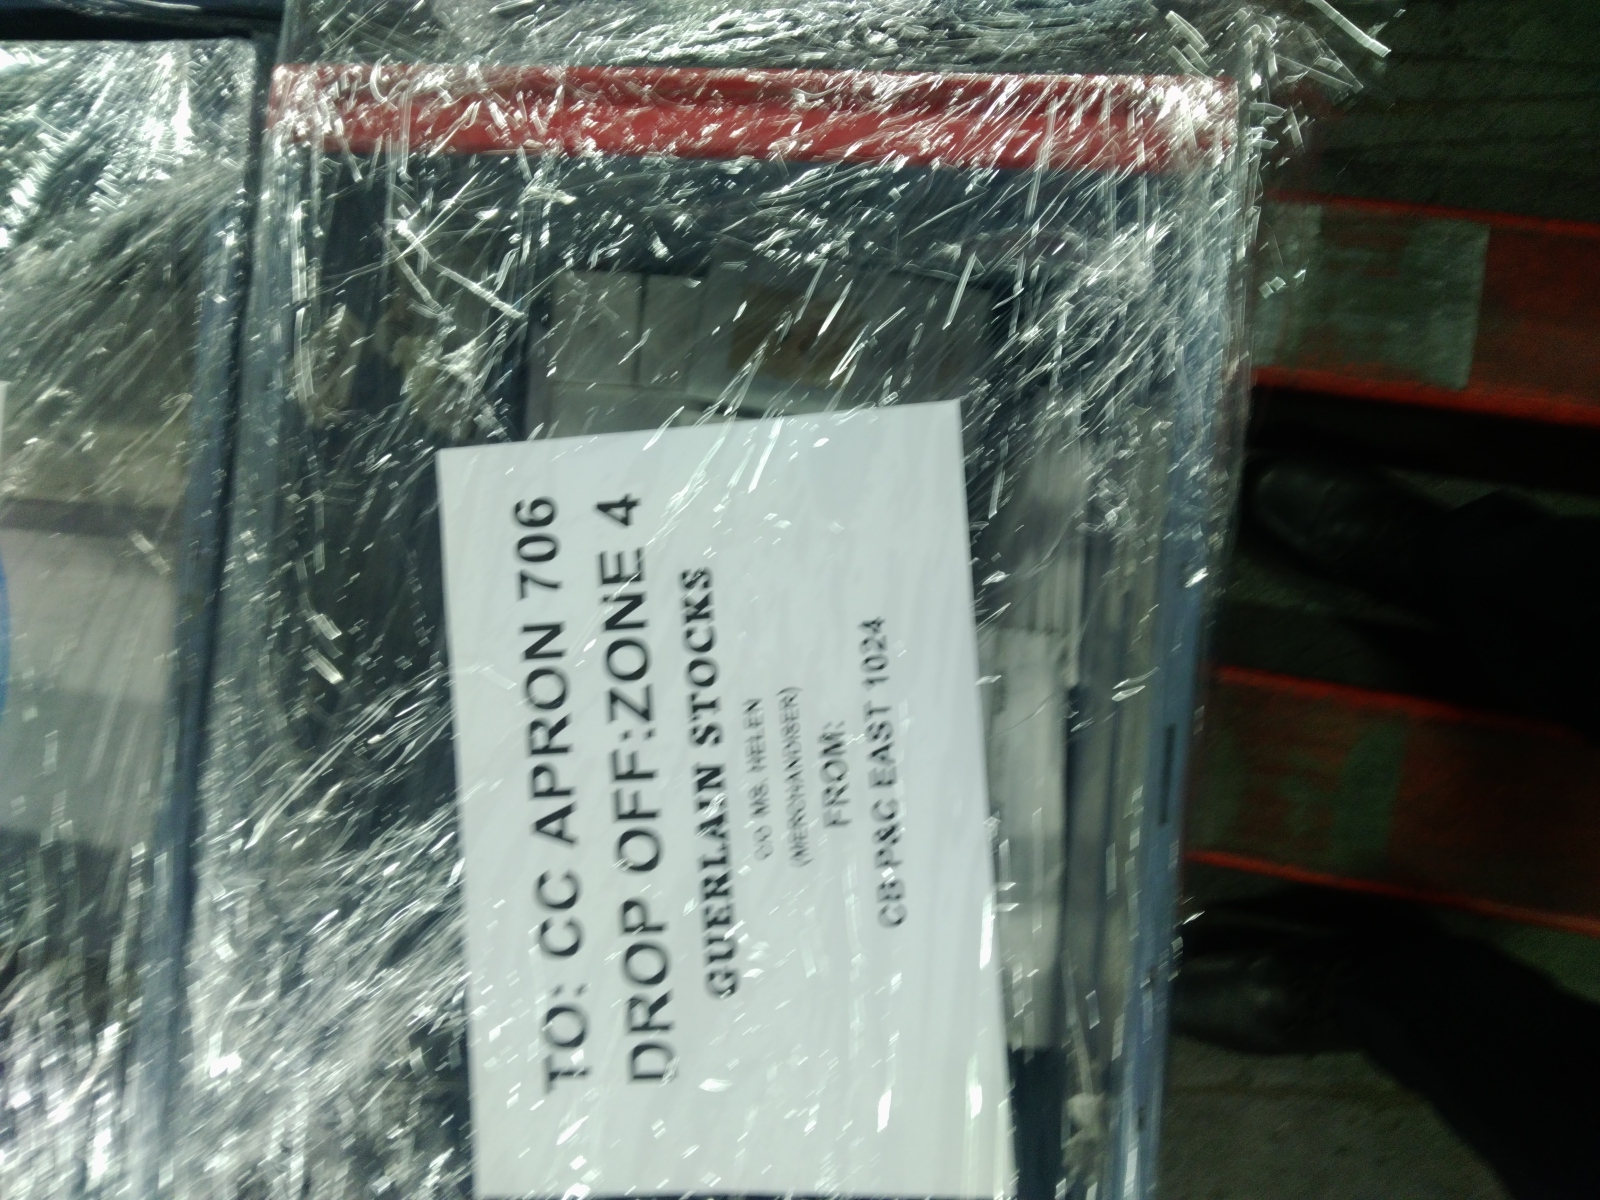 TO: CC APRON 706
DROP OFF:ZONE 4
GUERLAIN STOCKS
C/O MS. HELEN
(MERCHANDISER)
FROM:
CB P&C EAST 1024